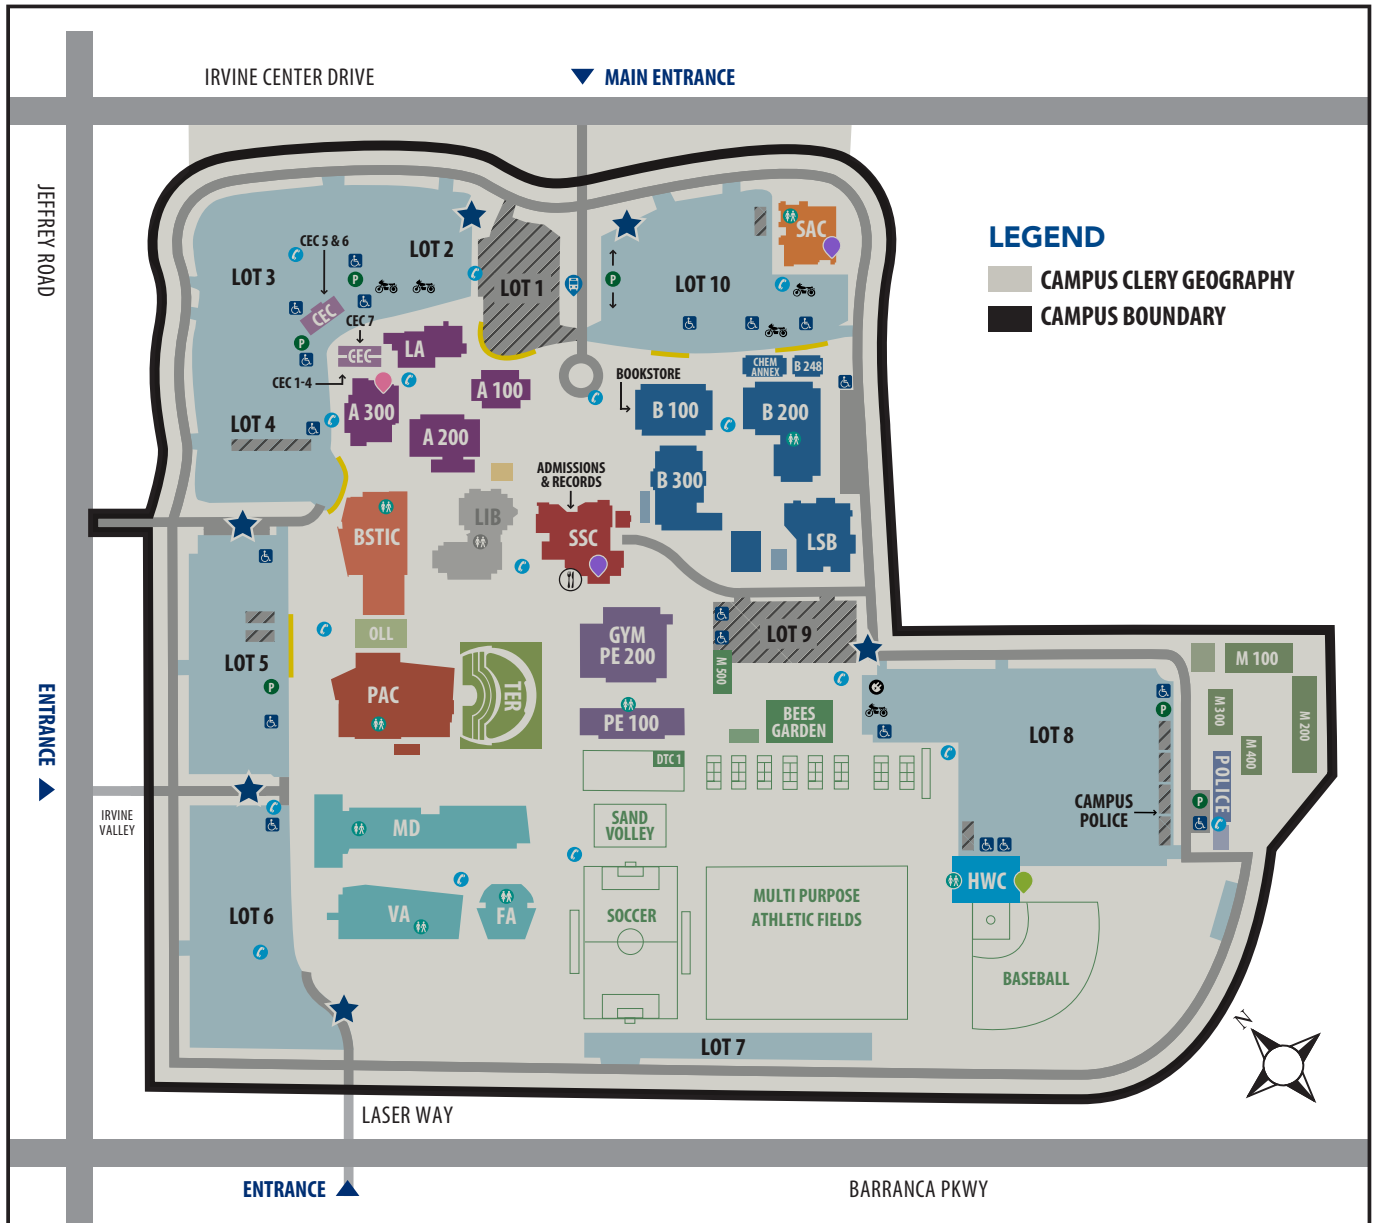 IRVINE CENTER DRIVE
MAIN ENTRANCE
JEFFREY ROAD
LEGEND
CAMPUS CLERY GEOGRAPHY
CAMPUS BOUNDARY
CEC 5 & 6
LOT 2
LOT 3
P
LOT 1
P
LOT 10
SAC
CEC
CEC 7
P
CEC
LA
CEC 1-4
A 100
A 300
A 200
LOT 4
BOOKSTORE
B 100
CHEM
ANNEX
B 248
B 200
B 300
ADMISSIONS
& RECORDS
LIB
SSC
BSTIC
LSB
OLL
GYM
PE 200
LOT 9
M 500
LOT 5
P
PAC
TER
PE 100
BEES
GARDEN
DTC 1
LOT 8
P
M 100
M 300
M 200
M 400
POLICE
P
CAMPUS
POLICE
ENTRANCE
IRVINE
VALLEY
MD
SAND
VOLLEY
LOT 6
VA
FA
SOCCER
MULTI PURPOSE
ATHLETIC FIELDS
HWC
BASEBALL
LOT 7
N
LASER WAY
ENTRANCE
BARRANCA PKWY